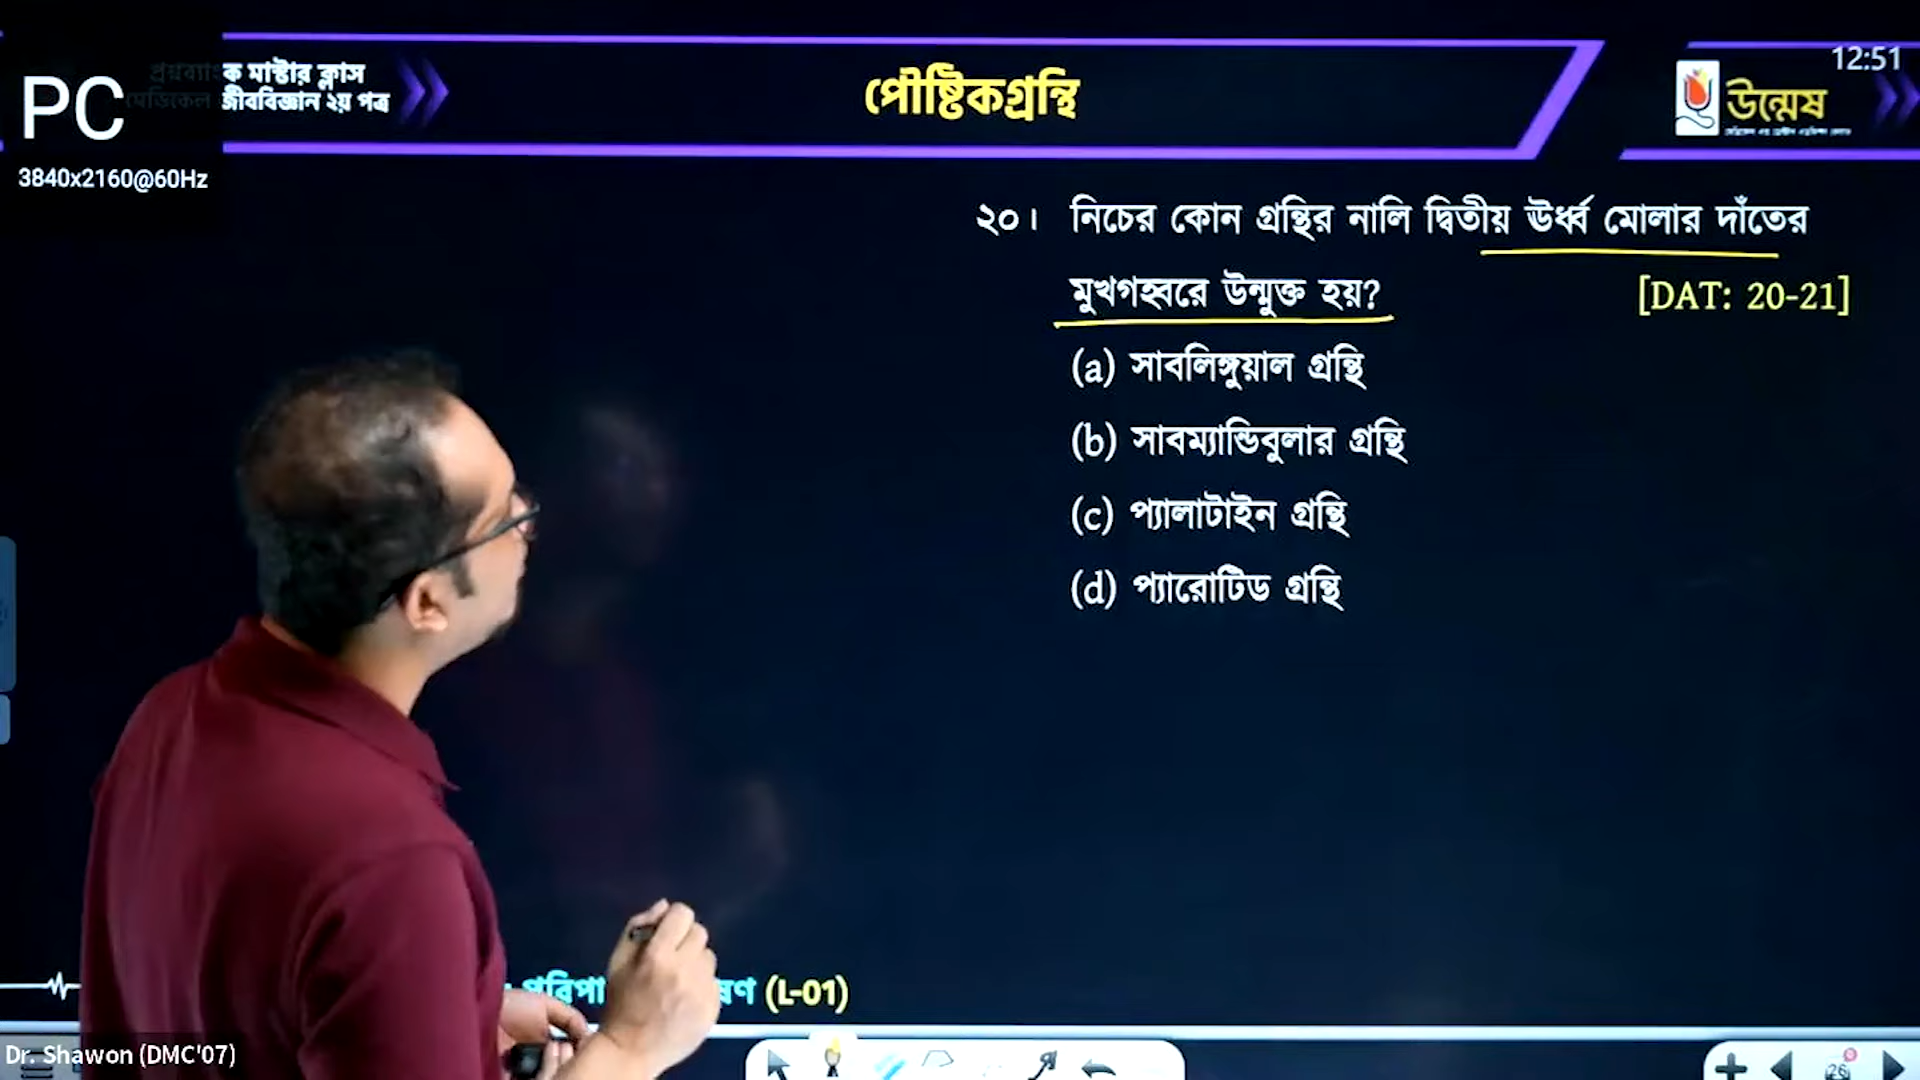 PC
3840x2160@60Hz
ক মাস্টার ক্লাস
জীববিজ্ঞান ২য় পত্র
পৌষ্টিকগ্রন্থি
উন্মেষ
12:51
২০। নিচের কোন গ্রন্থির নালি দ্বিতীয় ঊর্ধ্ব মোলার দাঁতের
মুখগহ্বরে উন্মুক্ত হয়? [DAT: 20-21]
(a) সাবলিঙ্গুয়াল গ্রন্থি
(b) সাবম্যান্ডিবুলার গ্রন্থি
(c) প্যালাটাইন গ্রন্থি
(d) প্যারোটিড গ্রন্থি
(L-01)
Dr. Shawon (DMC'07)
26